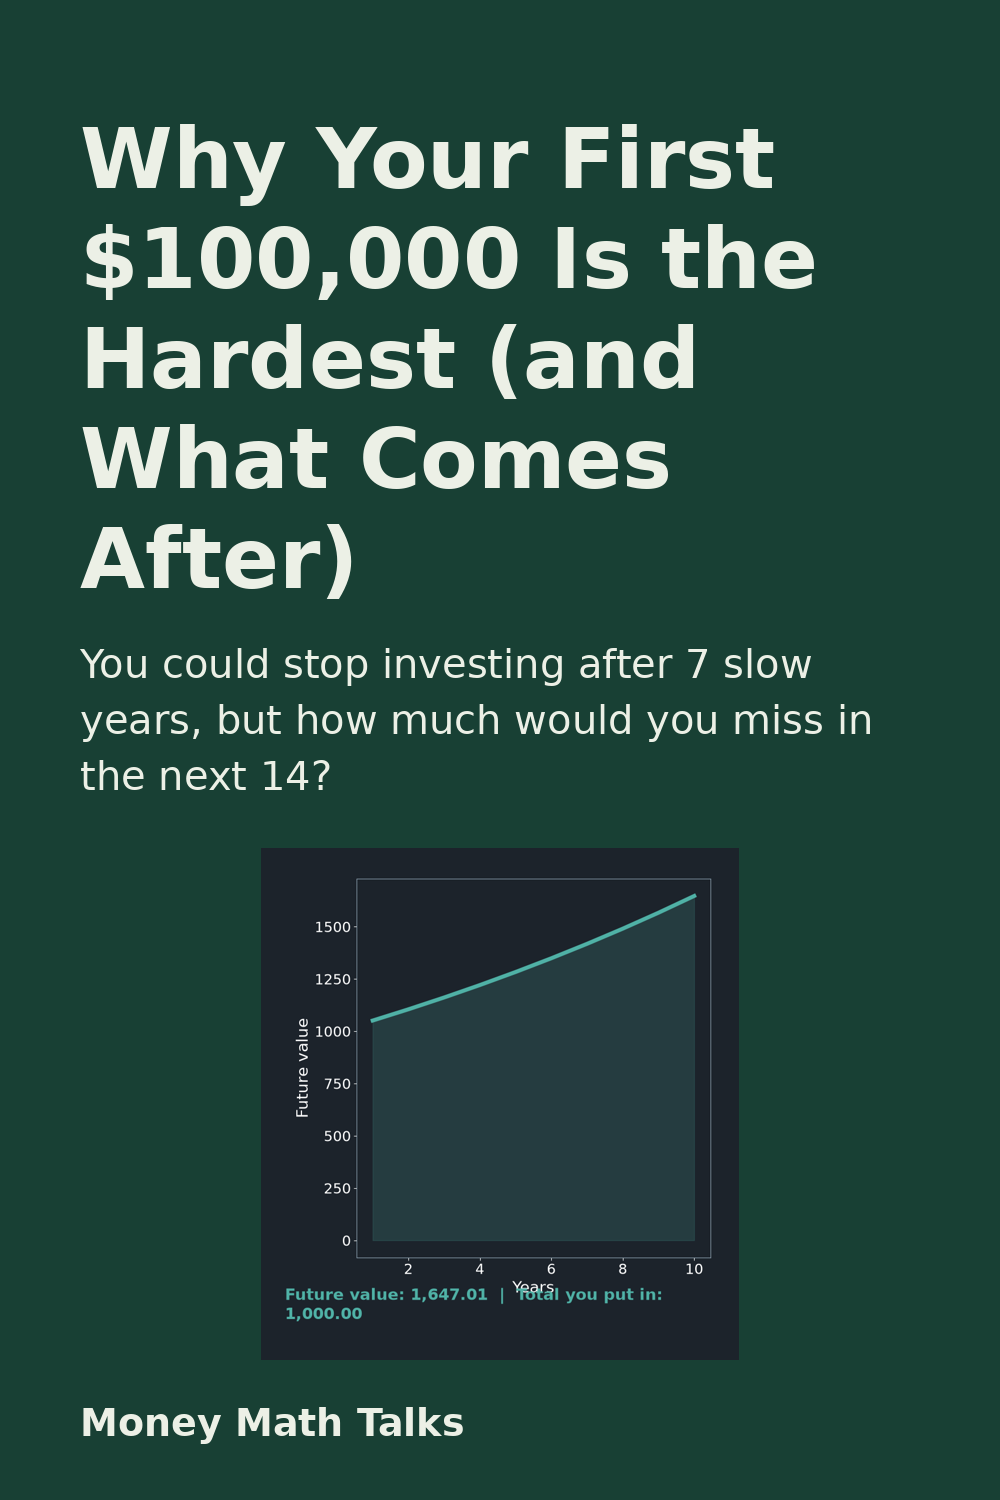 Why Your First
$100,000 Is the
Hardest (and
What Comes
After)
You could stop investing after 7 slow
years, but how much would you miss in
the next 14?
1500
1250
1000
750
500
250
0
Future value
2 4 6 8 10
Years
Future value: 1,647.01 | Total you put in:
1,000.00
Money Math Talks